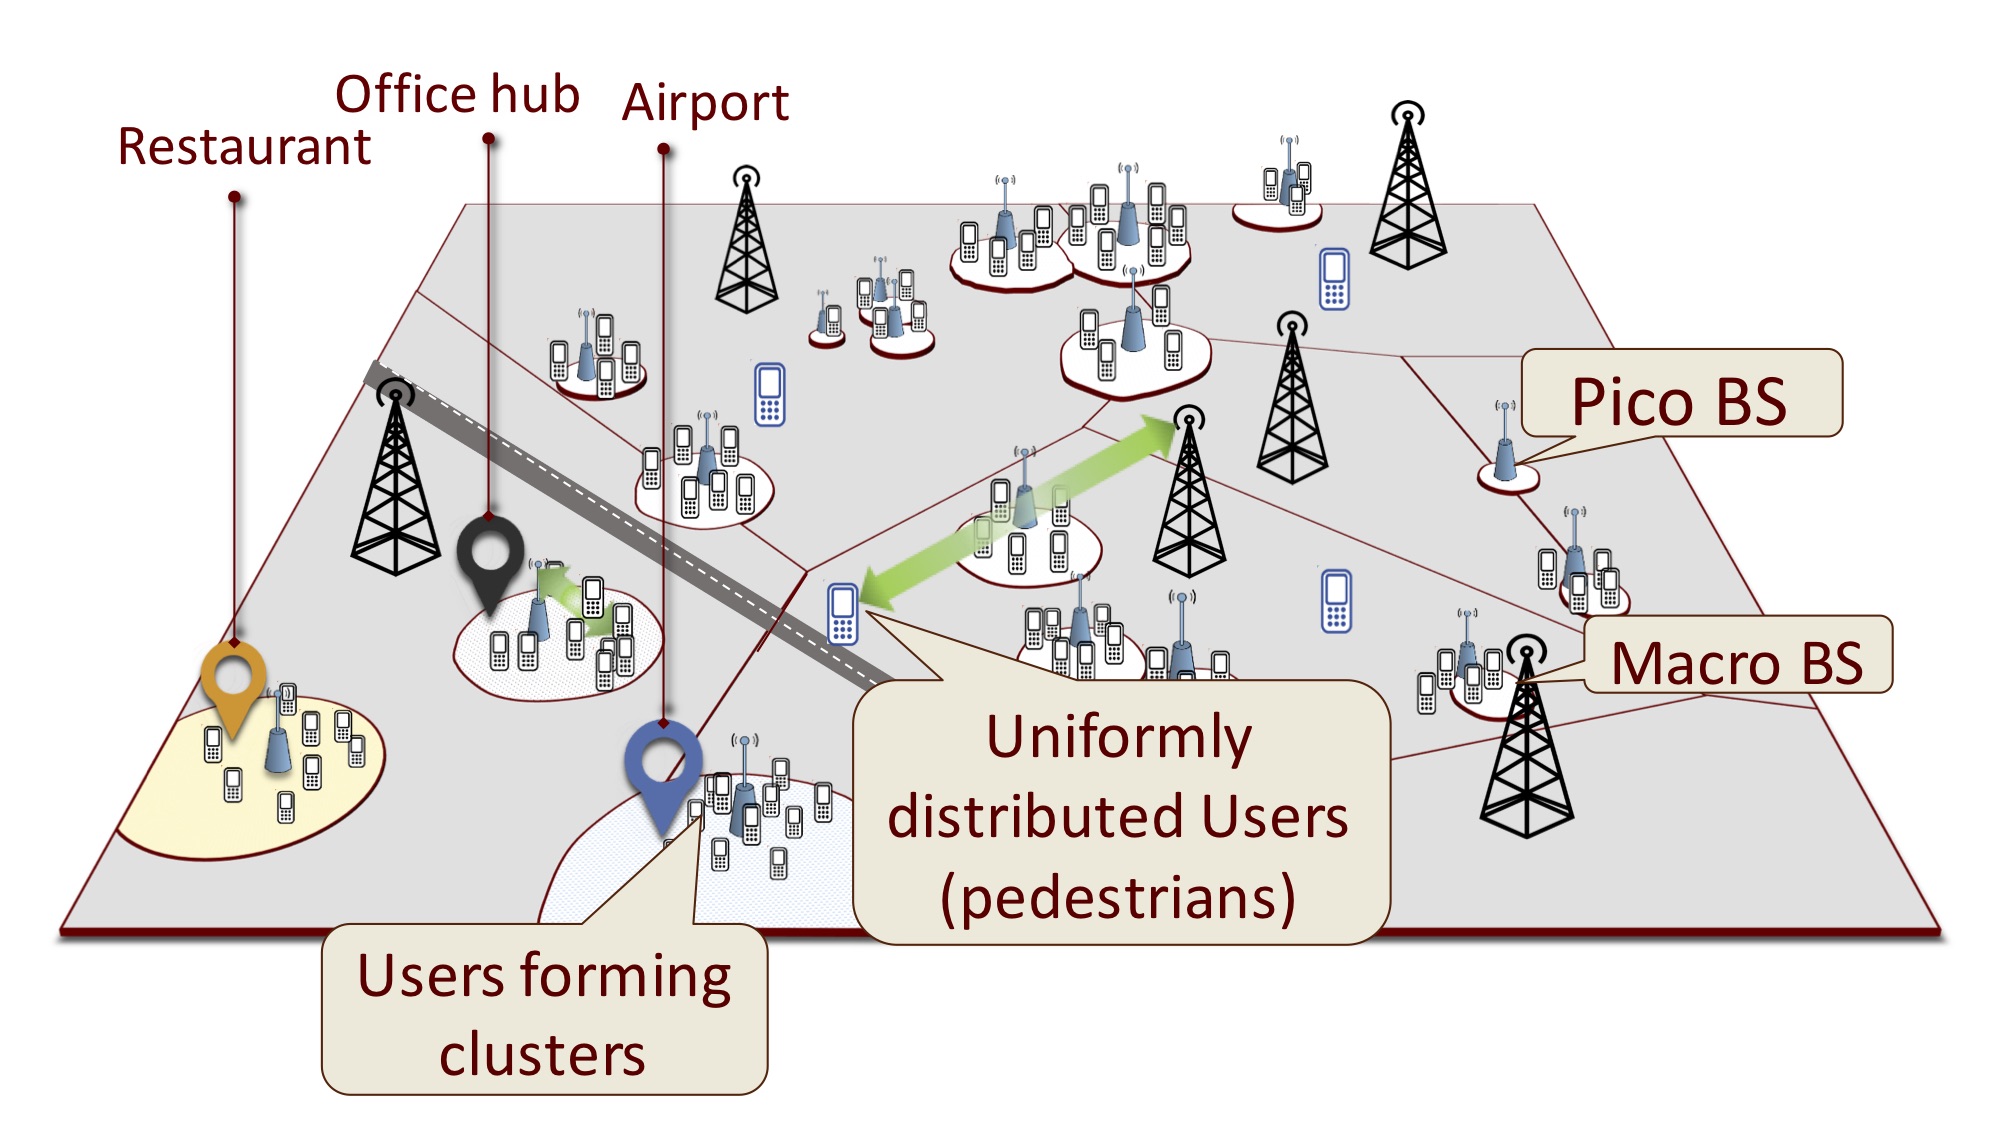 Office hub
Airport
Restaurant
Pico BS
Macro BS
Uniformly
distributed Users
(pedestrians)
Users forming
clusters